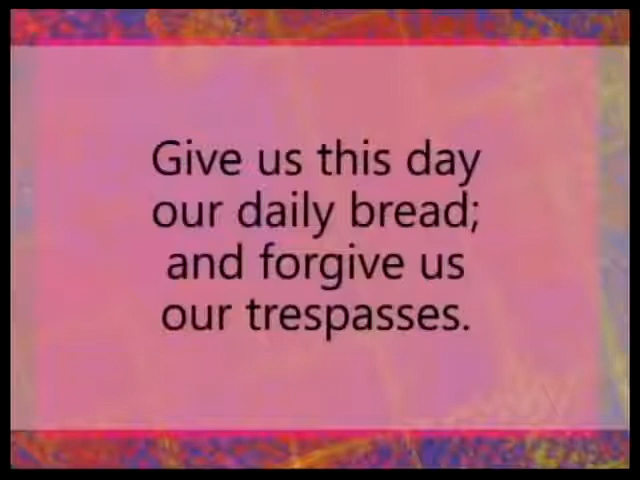 Give us this day
our daily bread;
and forgive us
our trespasses.